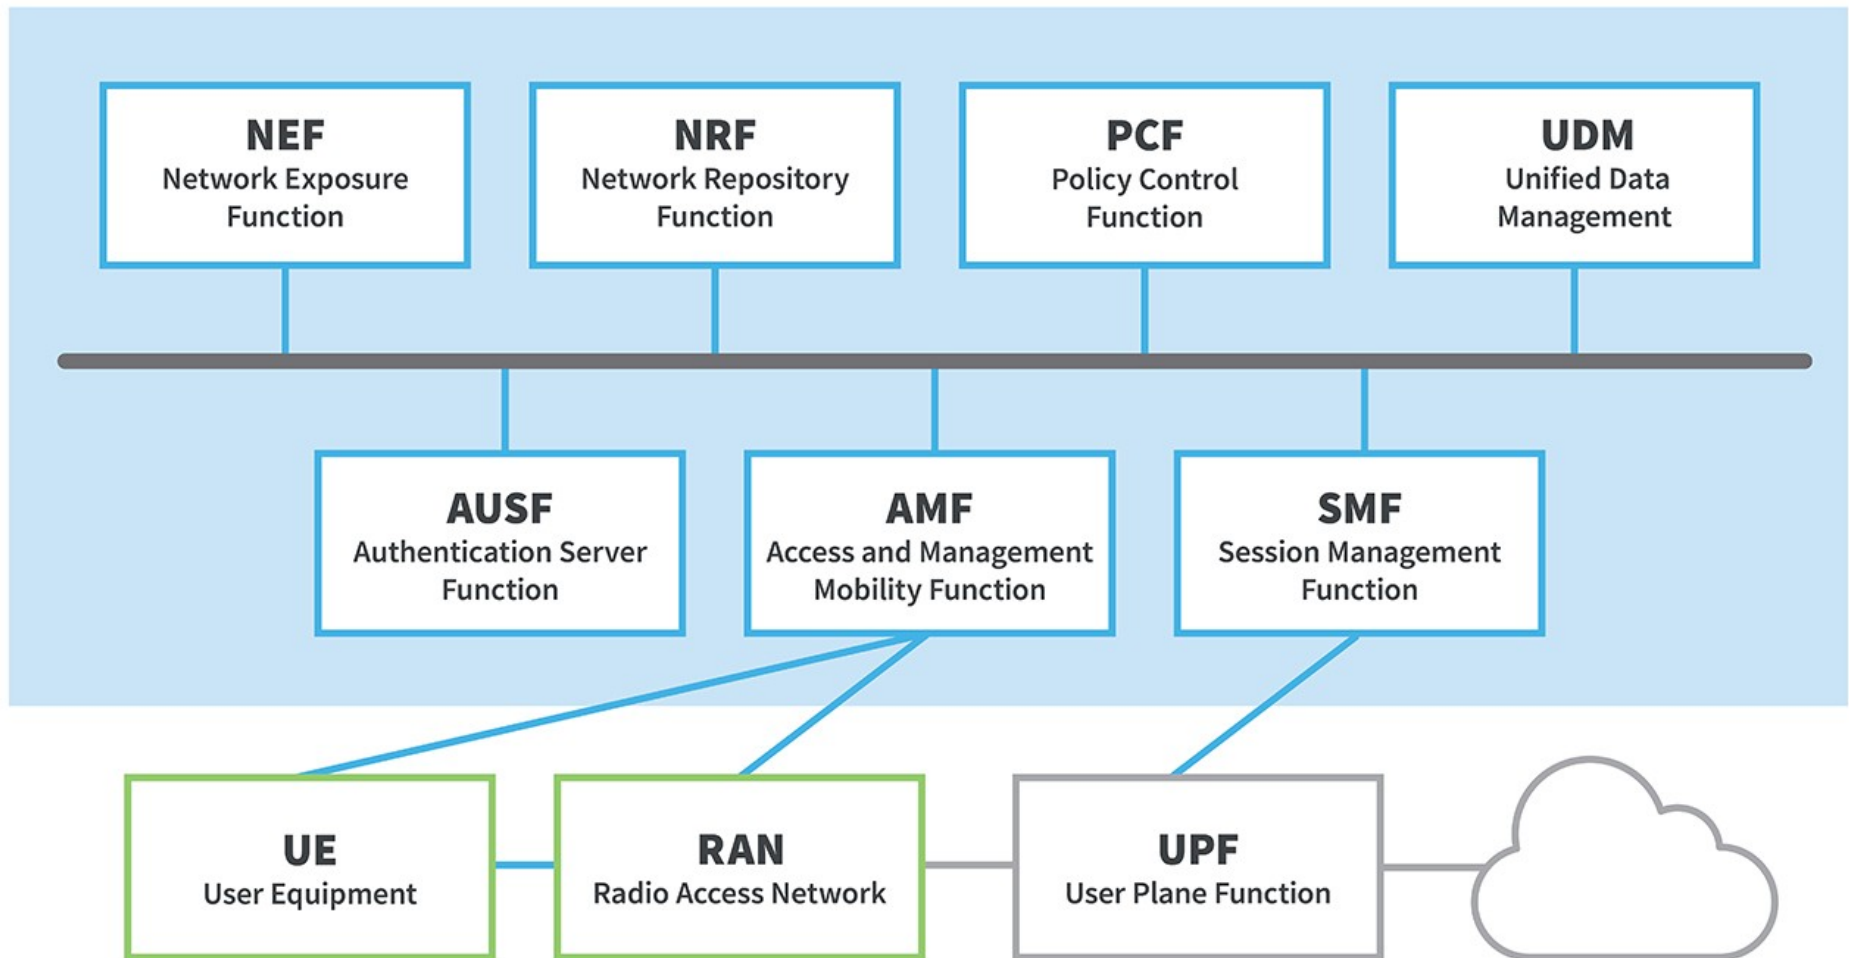 NEF
Network Exposure
Function
NRF
Network Repository
Function
PCF
Policy Control
Function
UDM
Unified Data
Management
AUSF
Authentication Server
Function
AMF
Access and Management
Mobility Function
SMF
Session Management
Function
UE
User Equipment
RAN
Radio Access Network
UPF
User Plane Function